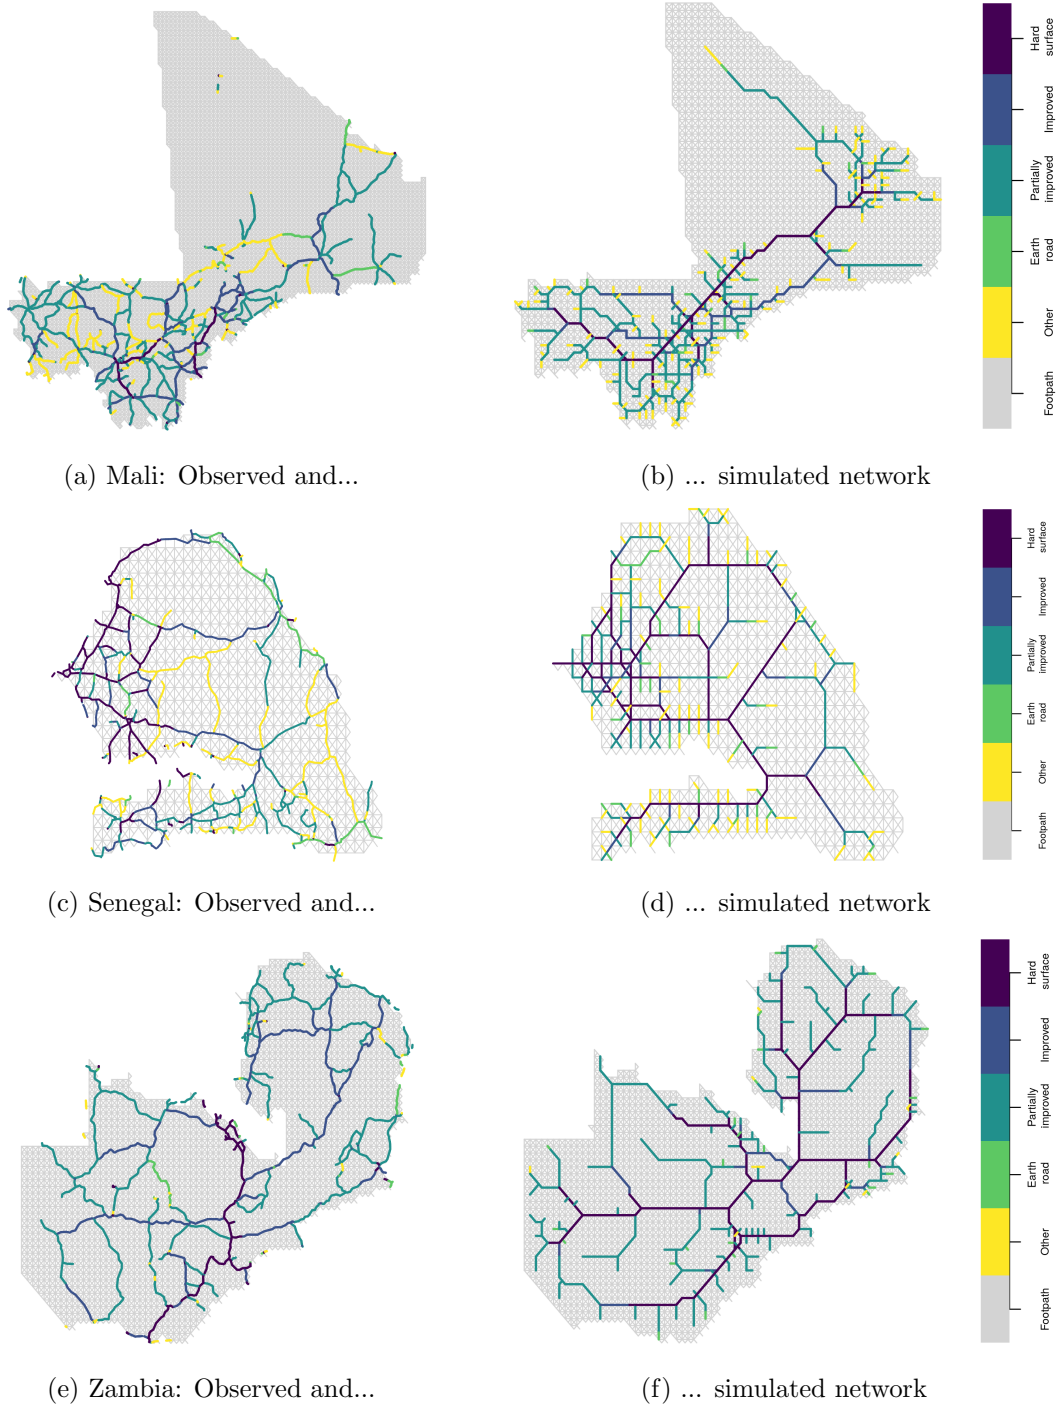 Hard
surface
Improved
Partially
improved
Earth
road
Other
Footpath
(a) Mali: Observed and...
(b) ... simulated network
Hard
surface
Improved
Partially
improved
Earth
road
Other
Footpath
(c) Senegal: Observed and...
(d) ... simulated network
Hard
surface
Improved
Partially
improved
Earth
road
Other
Footpath
(e) Zambia: Observed and...
(f) ... simulated network